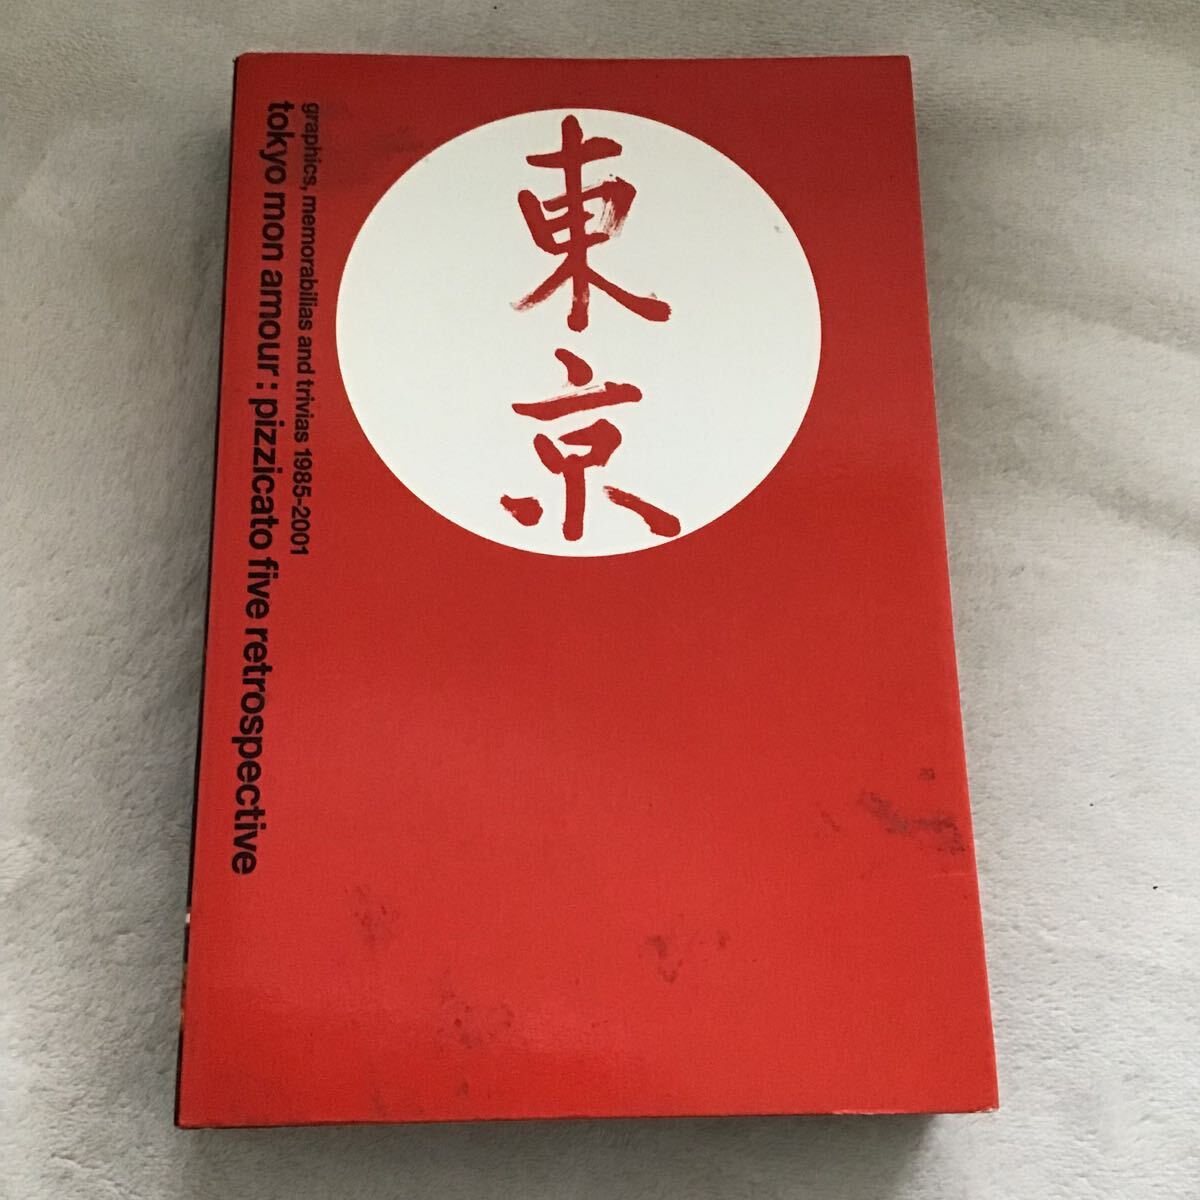 東京
graphics, memorabilias and trivias 1985-2001
tokyo mon amour: pizzicato five retrospective